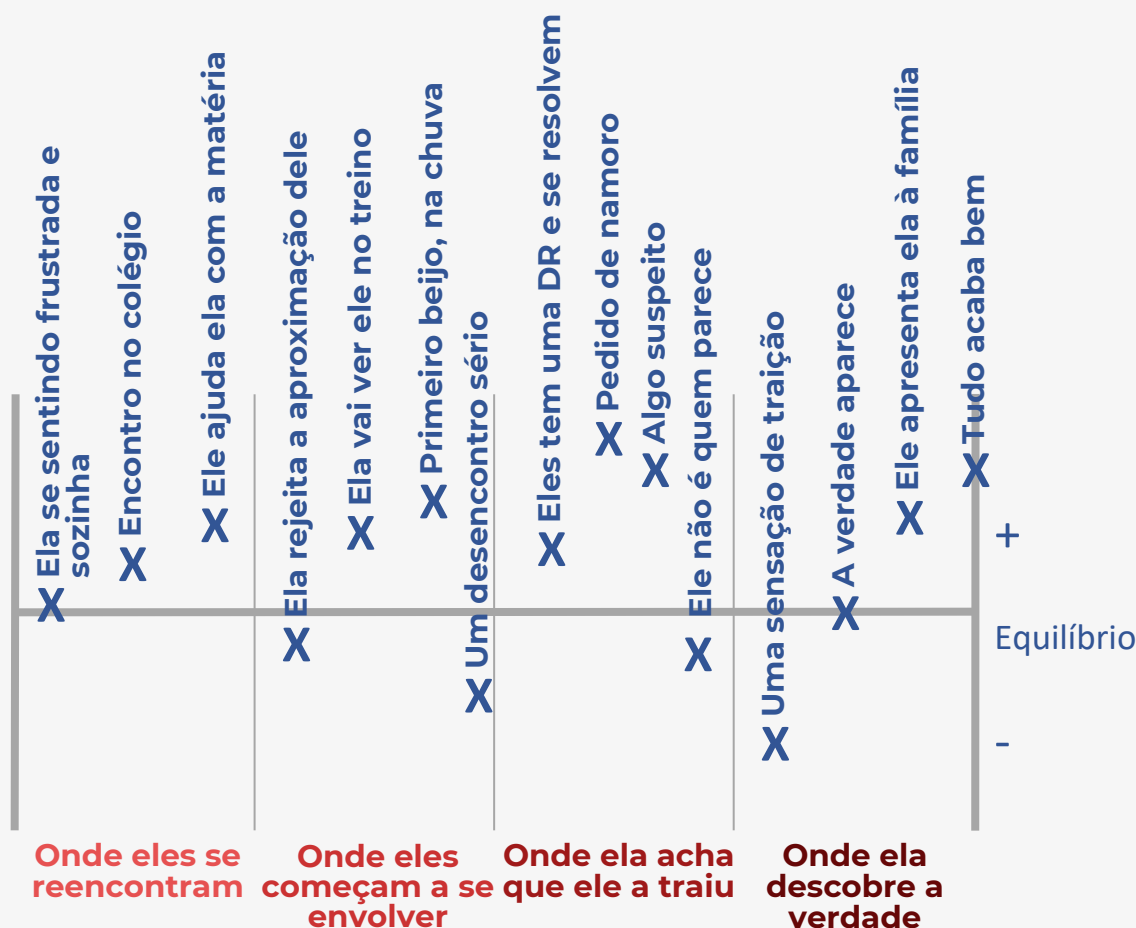 Ela se sentindo frustrada e
sozinha
X
Encontro no colégio
X
Ele ajuda ela com a matéria
X
Ela rejeita a aproximação dele
X
Ela vai ver ele no treino
X
Primeiro beijo, na chuva
X
Um desencontro sério
X
Eles tem uma DR e se resolvem
X
Pedido de namoro
X
Algo suspeito
X
Ele não é quem parece
X
Uma sensação de traição
X
A verdade aparece
X
Ele apresenta ela à família
X
Tudo acaba bem
X
+
Equilíbrio
-
Onde eles se
reencontram
Onde eles
começam a se
envolver
Onde ela acha
que ele a traiu
Onde ela
descobre a
verdade